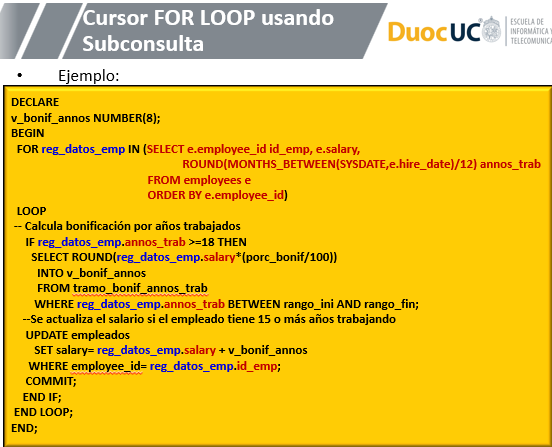 Cursor FOR LOOP usando
Subconsulta
DuocUC
ESCUELA DE
INFORMÁTICA Y
TELECOMUNICA
• Ejemplo:
DECLARE
v_bonif_annos NUMBER(8);
BEGIN
FOR reg_datos_emp IN (SELECT e.employee_id id_emp, e.salary,
ROUND(MONTHS_BETWEEN(SYSDATE,e.hire_date)/12) annos_trab
FROM employees e
ORDER BY e.employee_id)
LOOP
-- Calcula bonificación por años trabajados
IF reg_datos_emp.annos_trab >=18 THEN
SELECT ROUND(reg_datos_emp.salary*(porc_bonif/100))
INTO v_bonif_annos
FROM tramo_bonif_annos_trab
WHERE reg_datos_emp.annos_trab BETWEEN rango_ini AND rango_fin;
--Se actualiza el salario si el empleado tiene 15 o más años trabajando
UPDATE empleados
SET salary= reg_datos_emp.salary + v_bonif_annos
WHERE employee_id= reg_datos_emp.id_emp;
COMMIT;
END IF;
END LOOP;
END;